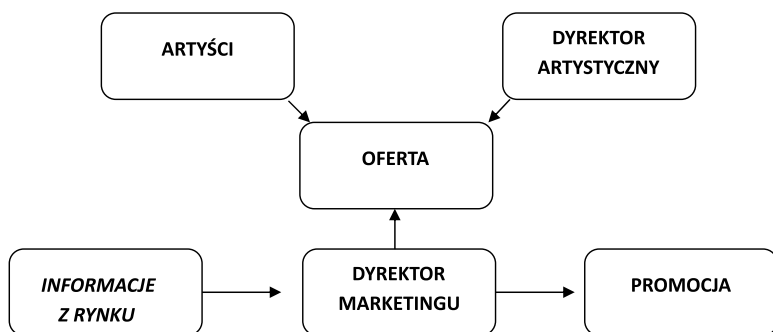 ARTYŚCI
DYREKTOR
ARTYSTYCZNY
OFERTA
INFORMACJE
Z RYNKU
DYREKTOR
MARKETINGU
PROMOCJA